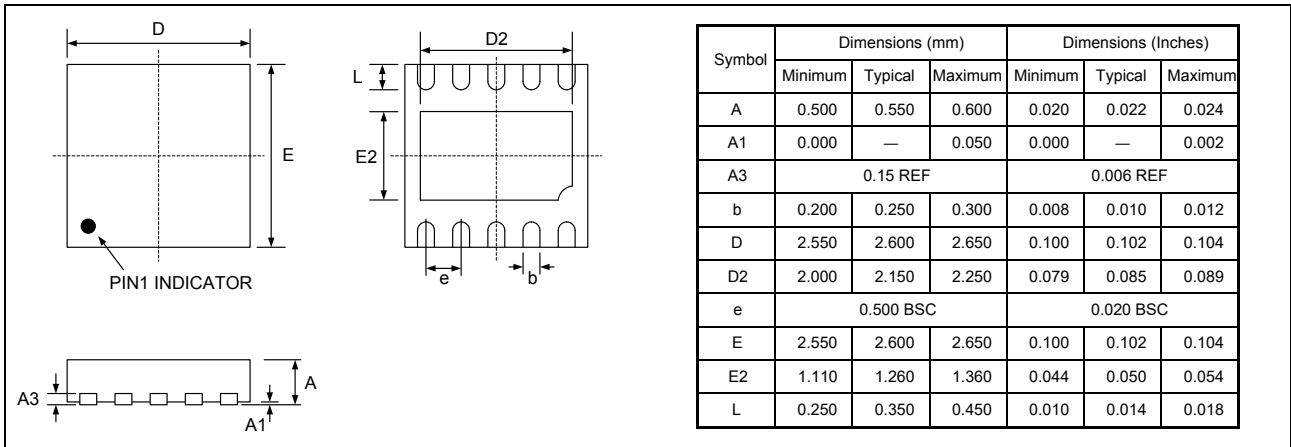 D
E
PIN1 INDICATOR
D2
L
E2
e
b
A3
A
A1
Symbol Dimensions (mm) Dimensions (Inches)
Minimum Typical Maximum Minimum Typical Maximum
A 0.500 0.550 0.600 0.020 0.022 0.024
A1 0.000 — 0.050 0.000 — 0.002
A3 0.15 REF 0.006 REF
b 0.200 0.250 0.300 0.008 0.010 0.012
D 2.550 2.600 2.650 0.100 0.102 0.104
D2 2.000 2.150 2.250 0.079 0.085 0.089
e 0.500 BSC 0.020 BSC
E 2.550 2.600 2.650 0.100 0.102 0.104
E2 1.110 1.260 1.360 0.044 0.050 0.054
L 0.250 0.350 0.450 0.010 0.014 0.018